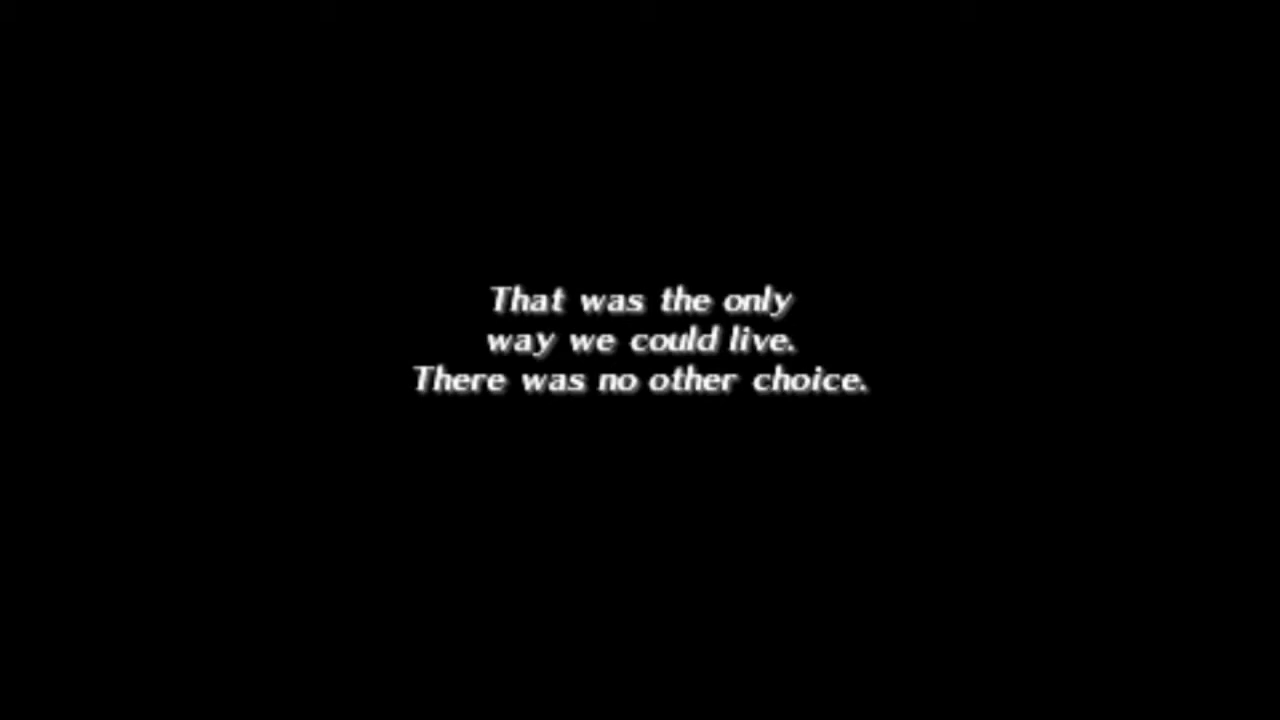 That was the only
way we could live.
There was no other choice.